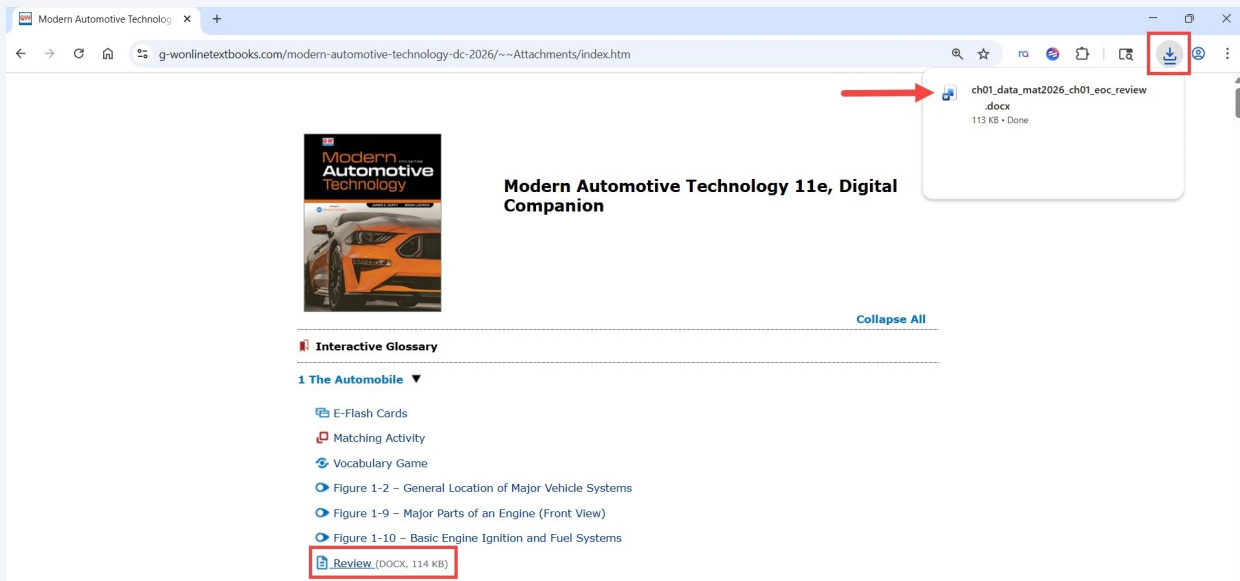 Modern Automotive Technolog
g-wonlinetextbooks.com/modern-automotive-technology-dc-2026/~~Attachments/index.htm
ch01_data_mat2026_ch01_eoc_review
.docx
113 KB • Done
G-W
Modern
Automotive
Technology
Modern Automotive Technology 11e, Digital
Companion
Collapse All
Interactive Glossary
1 The Automobile ▼
E-Flash Cards
Matching Activity
Vocabulary Game
Figure 1-2 – General Location of Major Vehicle Systems
Figure 1-9 – Major Parts of an Engine (Front View)
Figure 1-10 – Basic Engine Ignition and Fuel Systems
Review (DOCX, 114 KB)